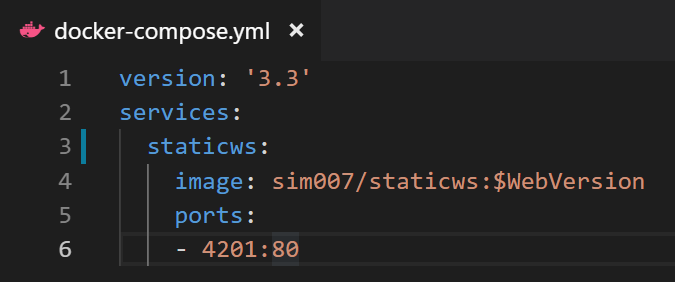 docker-compose.yml ×
1 version: '3.3'
2 services:
3   staticws:
4     image: sim007/staticws:$WebVersion
5     ports:
6     - 4201:80